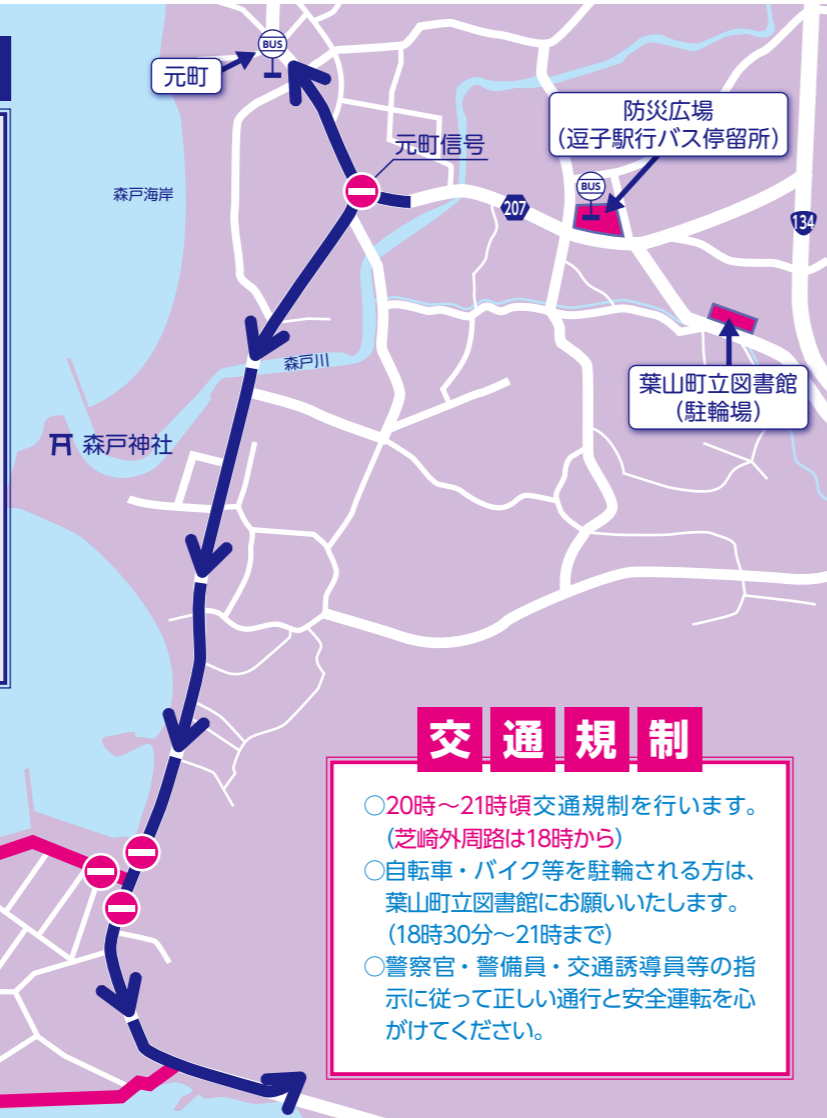 BUS
元町
元町信号
防災広場
（逗子駅行バス停留所）
BUS
森戸海岸
207
134
森戸川
葉山町立図書館
（駐輪場）
森戸神社
交通規制
○20時～21時頃交通規制を行います。
（芝崎外周路は18時から）
○自転車・バイク等を駐輪される方は、
葉山町立図書館にお願いいたします。
（18時30分～21時まで）
○警察官・警備員・交通誘導員等の指
示に従って正しい通行と安全運転を心
がけてください。